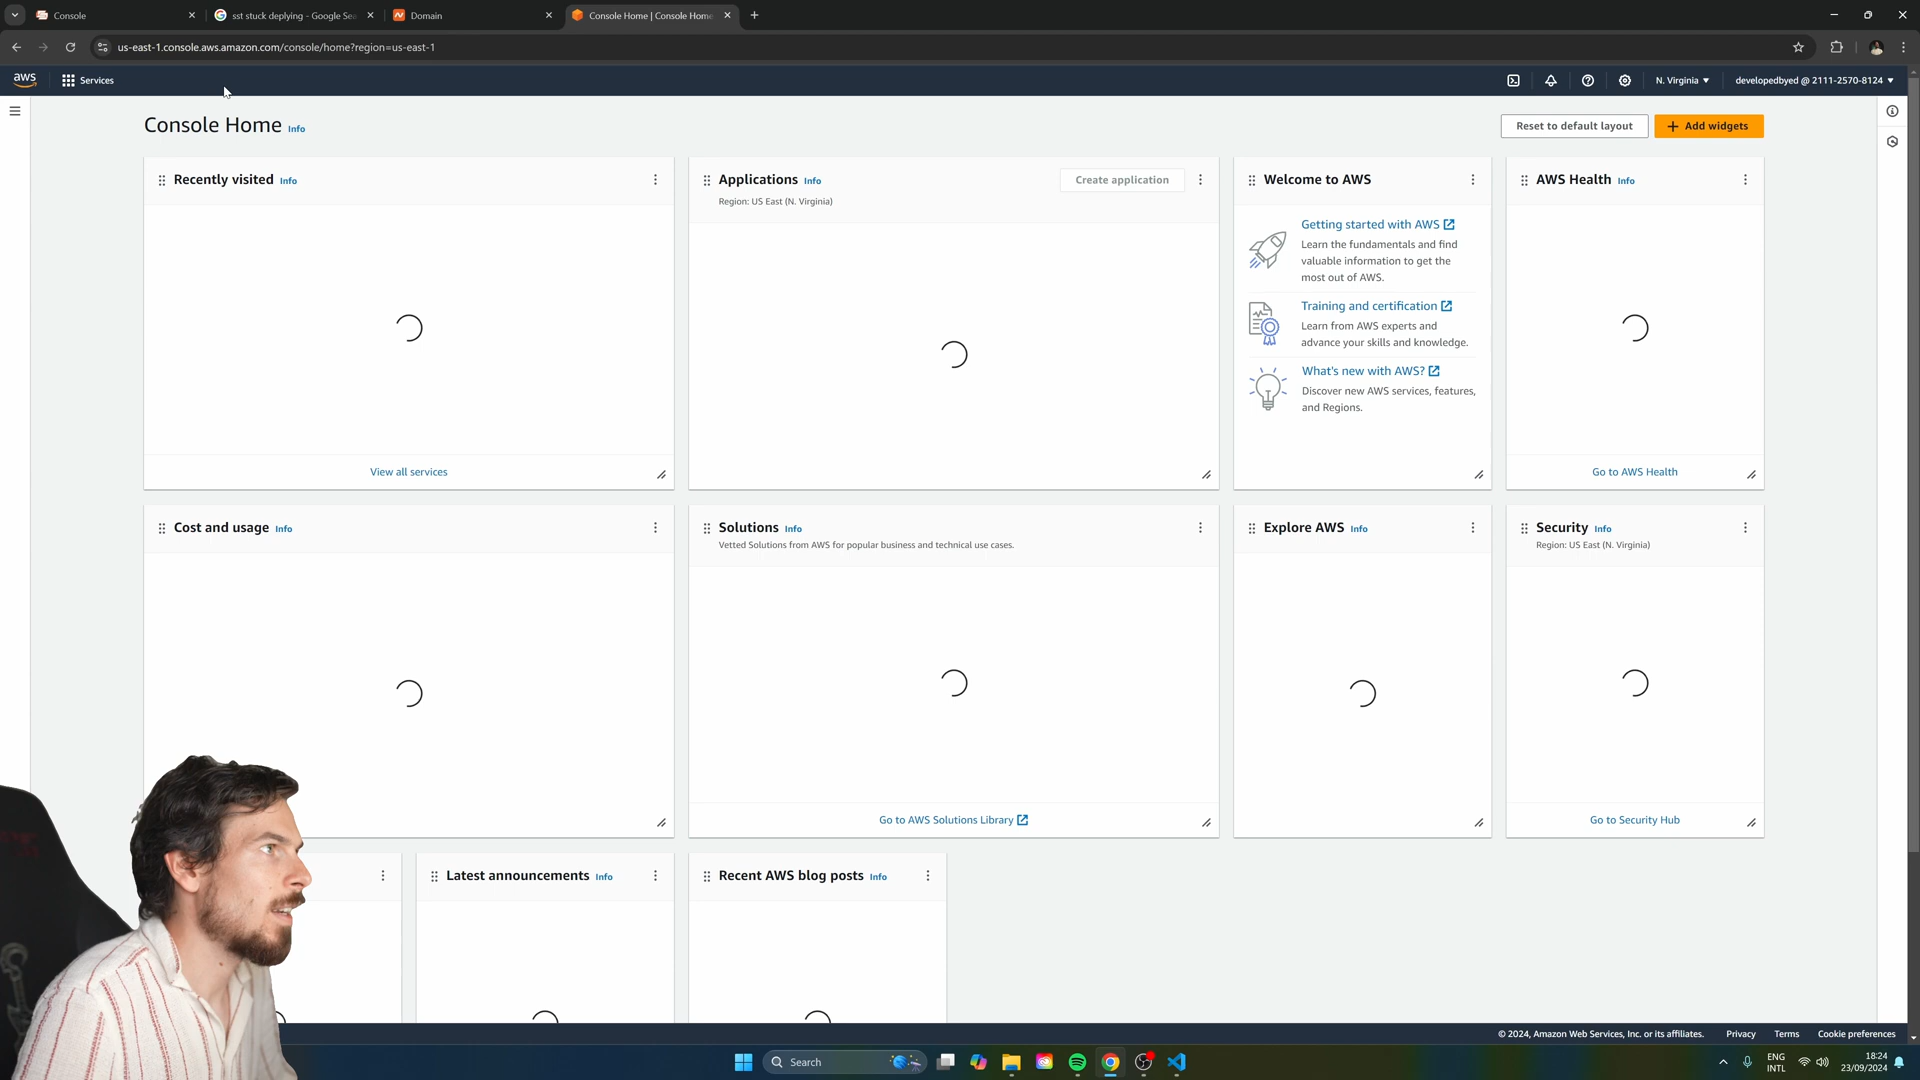 Console
sst stuck deplying - Google Sea
Domain
Console Home | Console Home
us-east-1.console.aws.amazon.com/console/home?region=us-east-1
aws
Services
N. Virginia
developedbyed @ 2111-2570-8124
Console Home Info
Reset to default layout
Add widgets
Recently visited Info
View all services
Applications Info
Region: US East (N. Virginia)
Create application
Welcome to AWS
Getting started with AWS
Learn the fundamentals and find
valuable information to get the
most out of AWS.
Training and certification
Learn from AWS experts and
advance your skills and knowledge.
What's new with AWS?
Discover new AWS services, features,
and Regions.
AWS Health Info
Go to AWS Health
Cost and usage Info
Solutions Info
Vetted Solutions from AWS for popular business and technical use cases.
Go to AWS Solutions Library
Explore AWS Info
Security Info
Region: US East (N. Virginia)
Go to Security Hub
Latest announcements Info
Recent AWS blog posts Info
© 2024, Amazon Web Services, Inc. or its affiliates.
Privacy
Terms
Cookie preferences
Search
ENG
INTL
18:24
23/09/2024